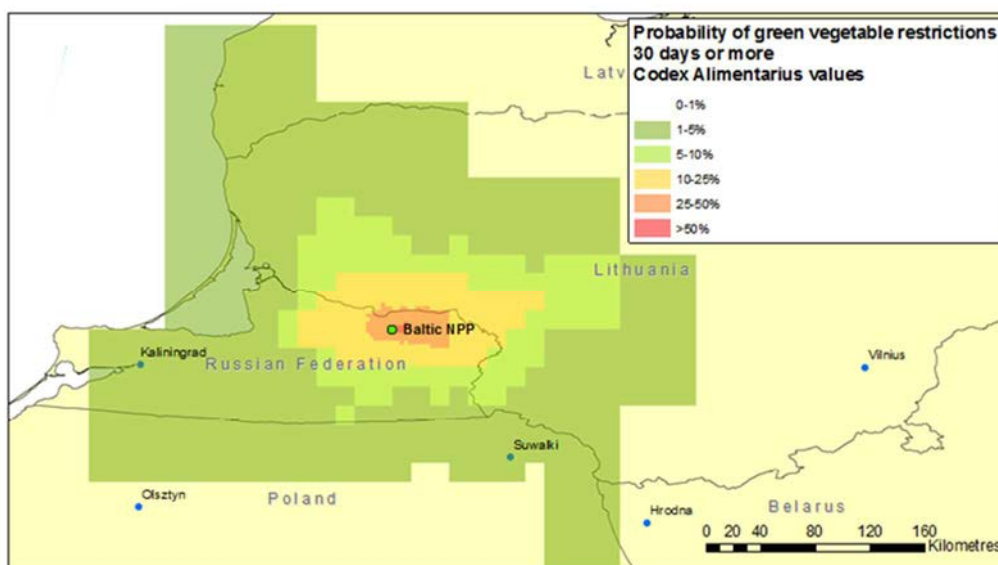 Probability of green vegetable restrictions
30 days or more
Codex Alimentarius values
0-1%
1-5%
5-10%
10-25%
25-50%
>50%
Latv
Lithuania
Baltic NPP
Kaliningrad
Russian Federation
Vilnius
Suwalki
Olsztyn
Poland
Hrodna
Belarus
0 20 40 80 120 160
Kilometres